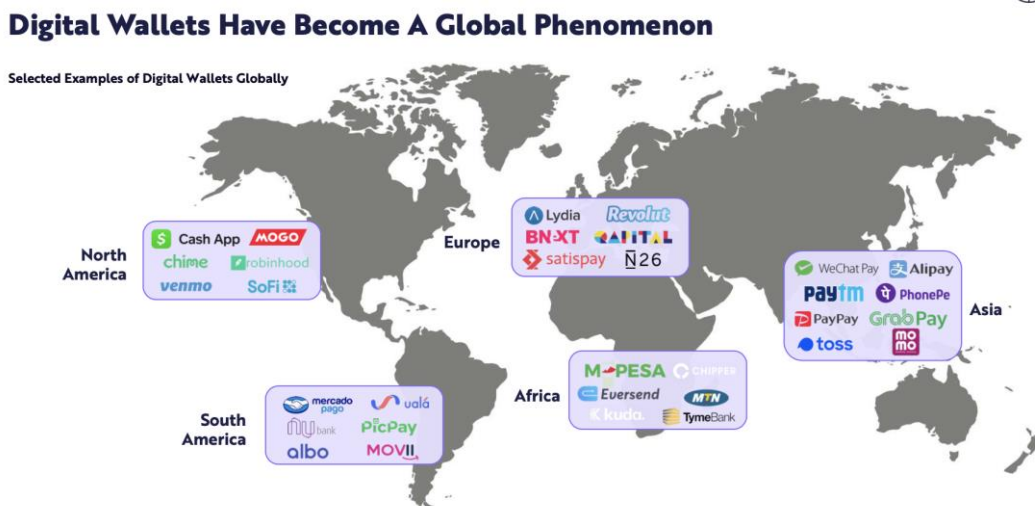 Digital Wallets Have Become A Global Phenomenon
Selected Examples of Digital Wallets Globally
North
America
Cash App MOGO
chime robinhood
venmo SoFi
Europe
Lydia Revolut
BNEXT QAPITAL
satispay N26
WeChat Pay Alipay
Paytm PhonePe
PayPay GrabPay
toss mo
mo
Asia
South
America
mercado
pago ualá
nu bank PicPay
albo MOVII
Africa
M-PESA CHIPPER
Eversend MTN
kuda. TymeBank